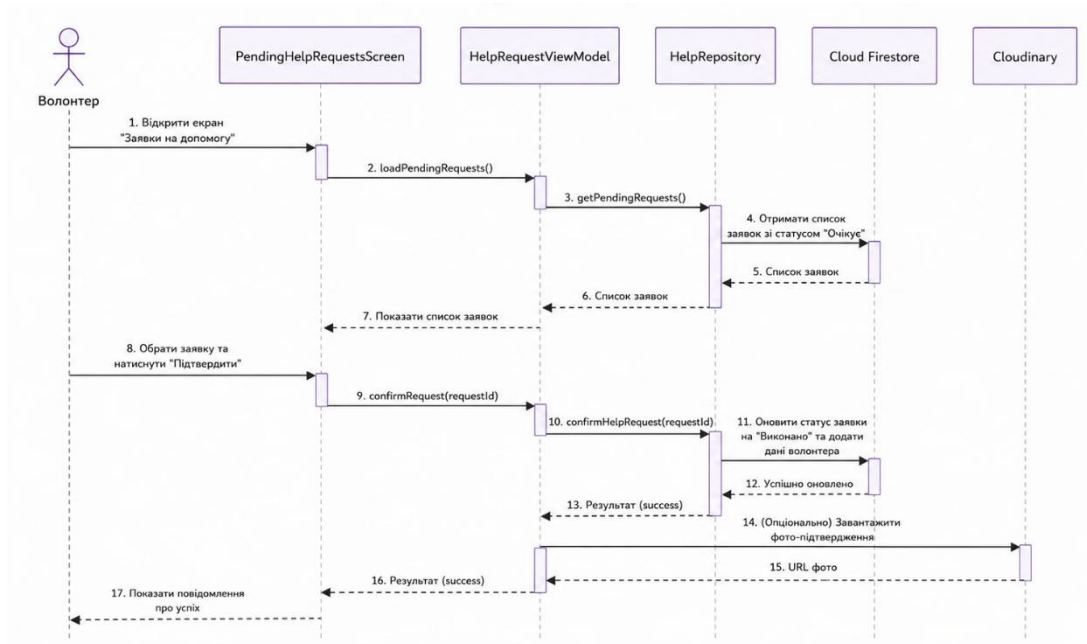 PendingHelpRequestsScreen
HelpRequestViewModel
HelpRepository
Cloud Firestore
Cloudinary
Волонтер
1. Відкрити екран
"Заявки на допомогу"
2. loadPendingRequests()
3. getPendingRequests()
4. Отримати список
заявок зі статусом "Очікує"
5. Список заявок
6. Список заявок
7. Показати список заявок
8. Обрати заявку та
натиснути "Підтвердити"
9. confirmRequest(requestId)
10. confirmHelpRequest(requestId)
11. Оновити статус заявки
на "Виконано" та додати
дані волонтера
12. Успішно оновлено
13. Результат (success)
14. (Опціонально) Завантажити
фото-підтвердження
15. URL фото
16. Результат (success)
17. Показати повідомлення
про успіх